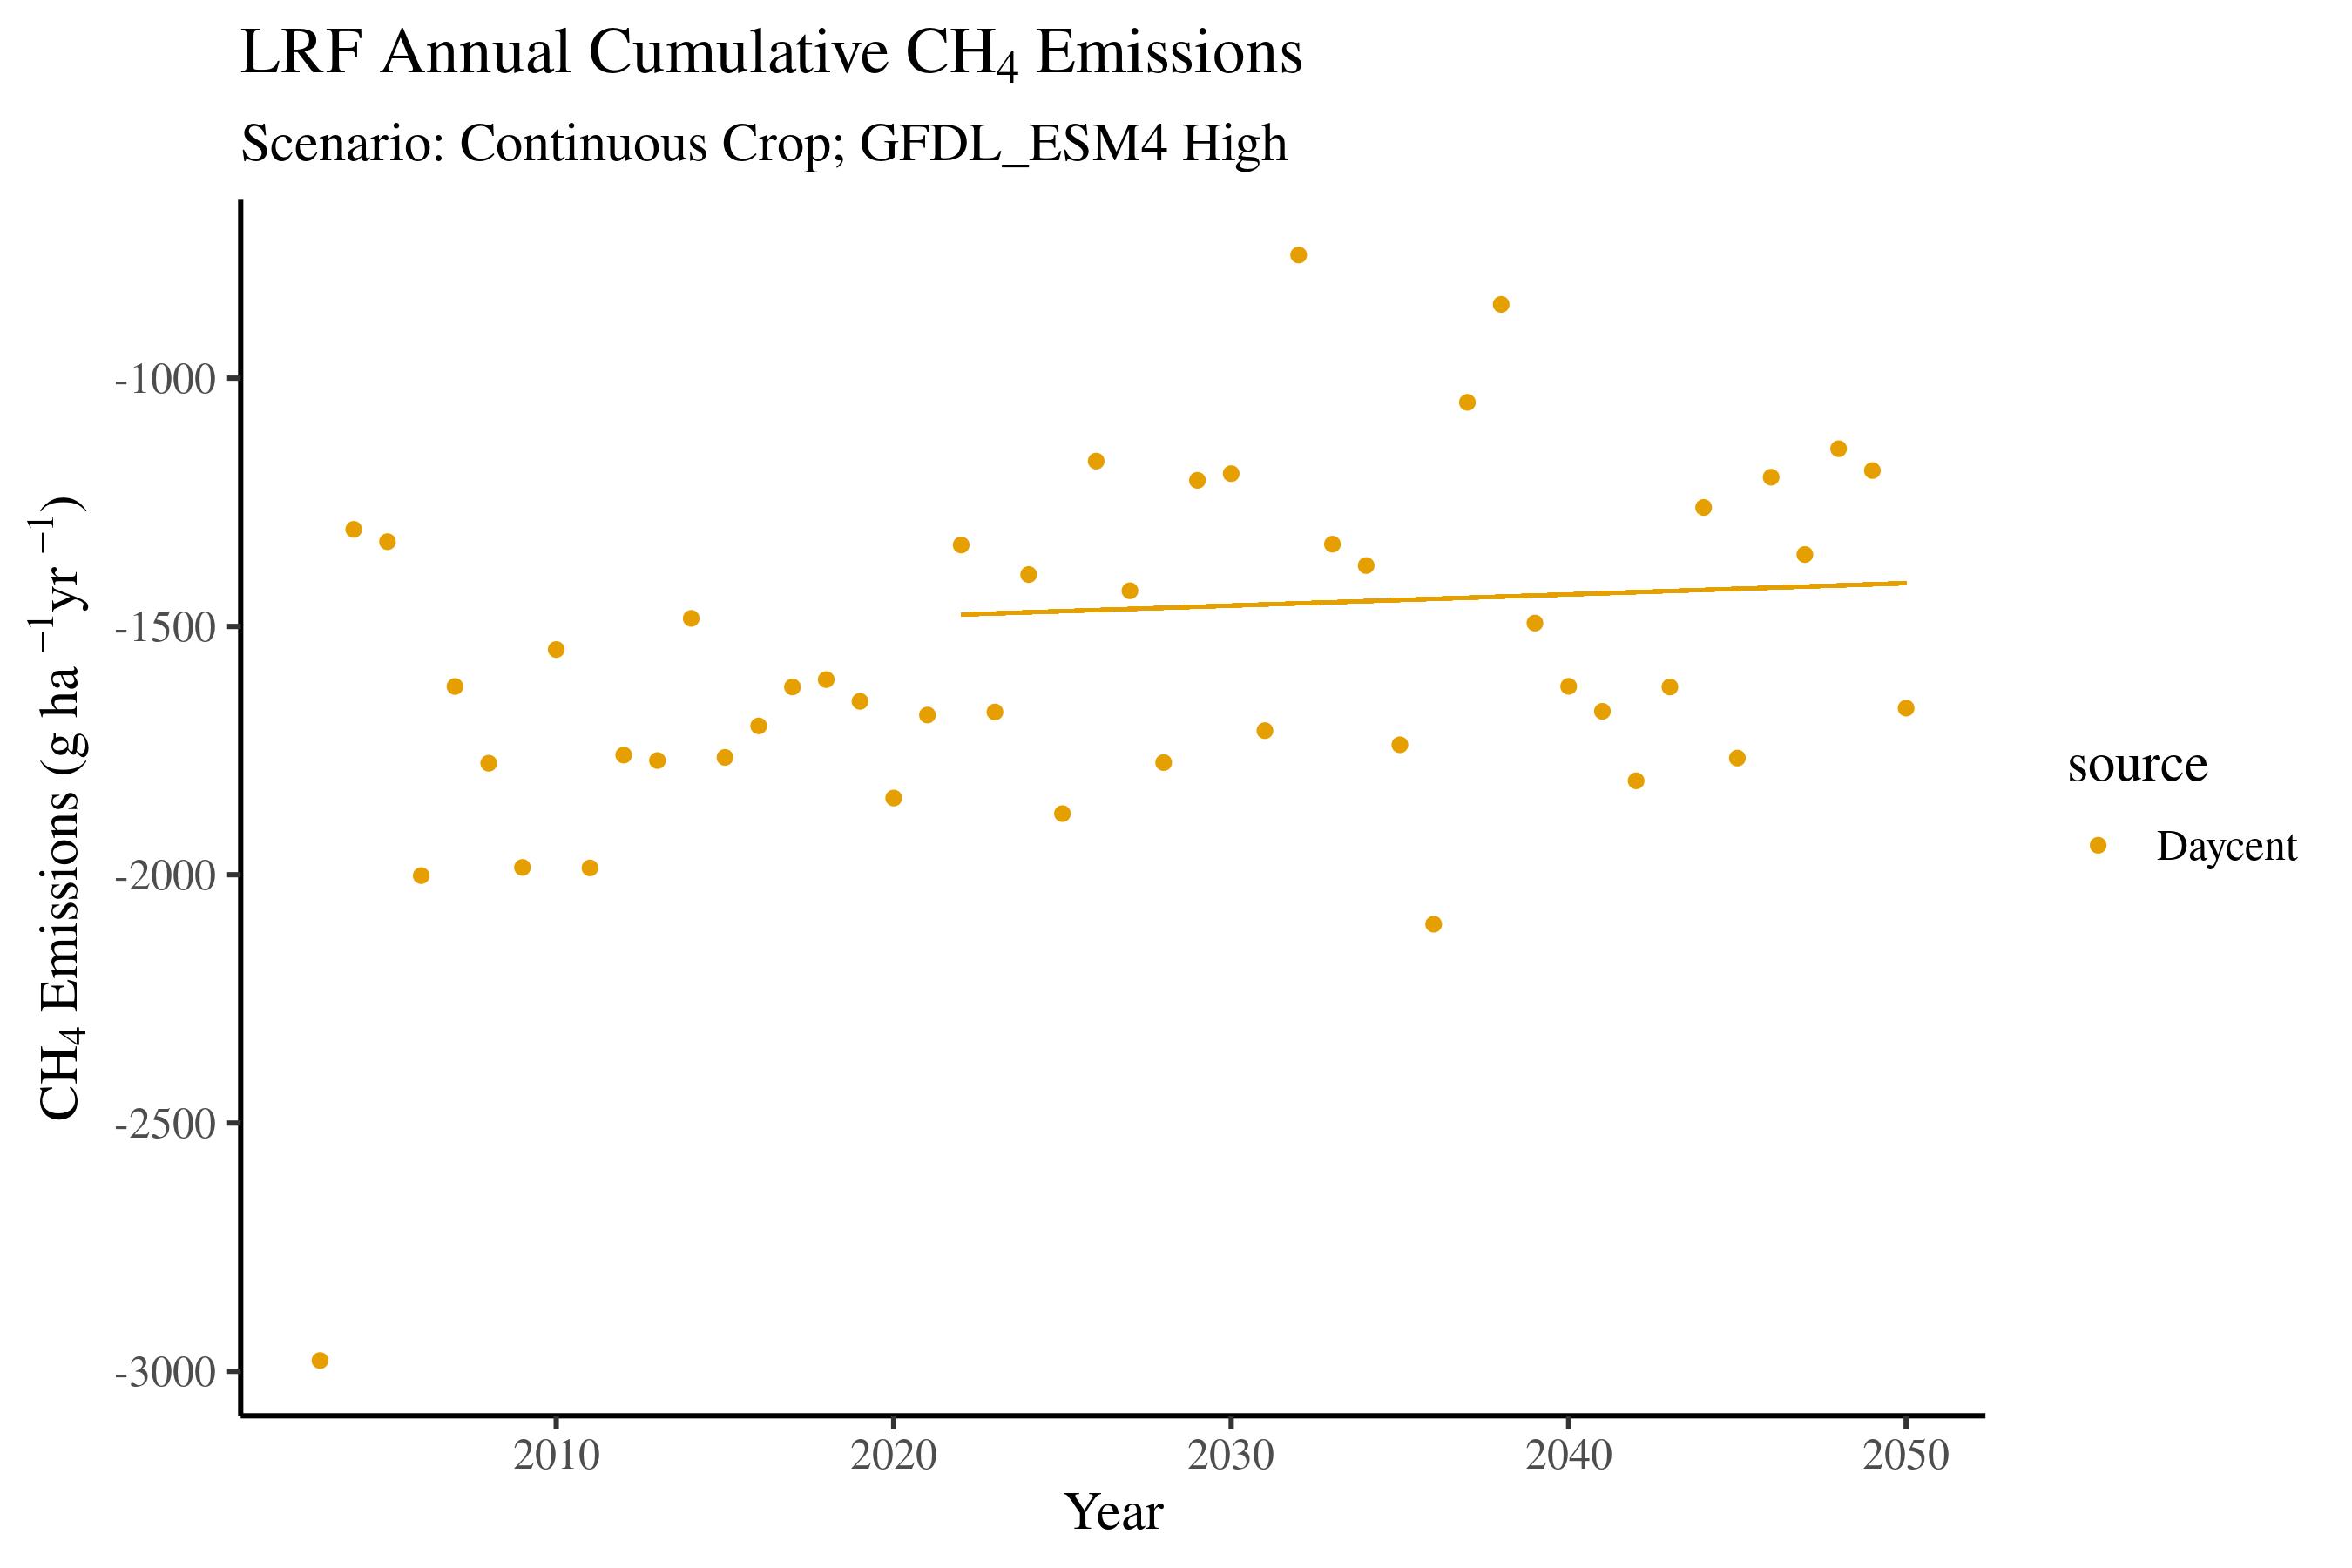 LRF Annual Cumulative CH₄ Emissions
Scenario: Continuous Crop; GFDL_ESM4 High
CH₄ Emissions (g ha ⁻¹yr ⁻¹)
-1000
-1500
-2000
-2500
-3000
source
Daycent
2010 2020 2030 2040 2050
Year